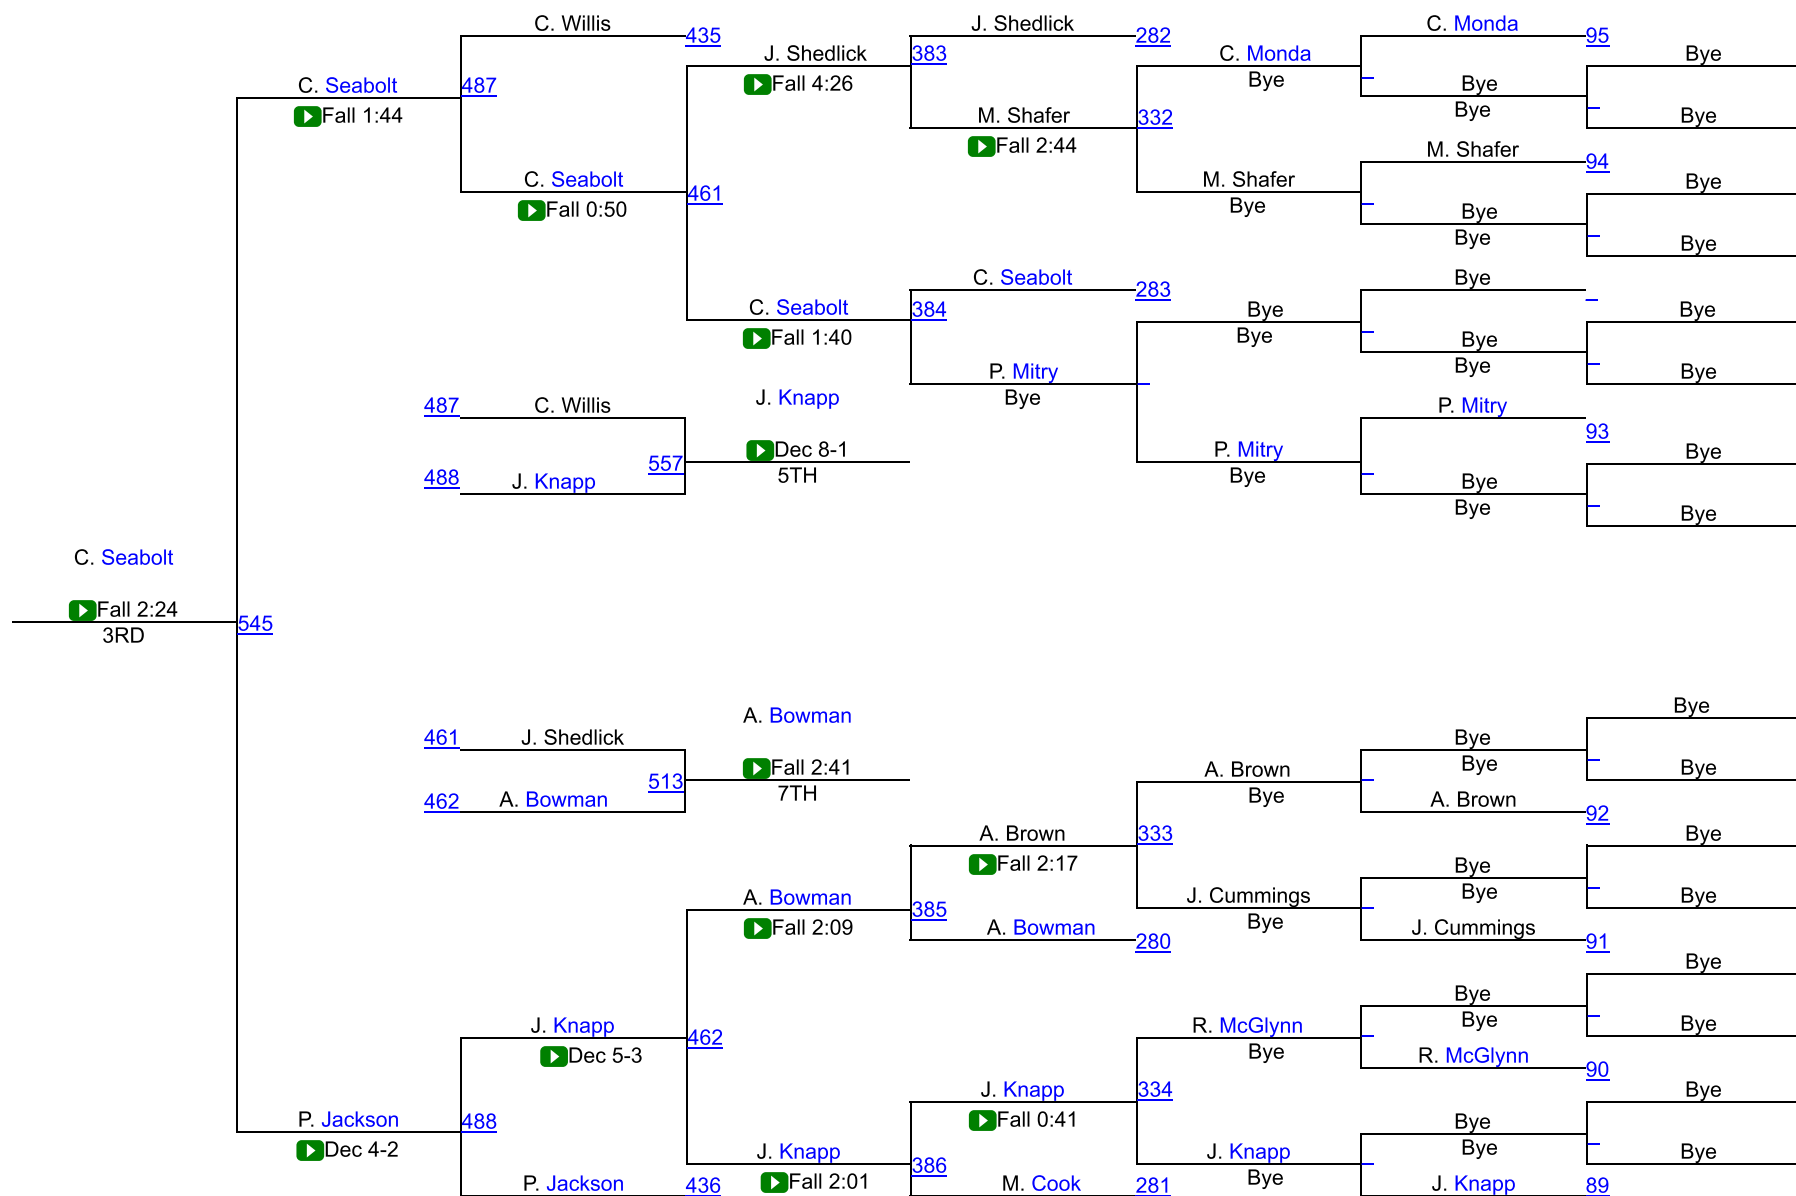 C. Willis
435
J. Shedlick
282
C. Monda
95
J. Shedlick
383
C. Monda
Bye
C. Seabolt
487
Fall 4:26
Bye
Bye
Fall 1:44
M. Shafer
332
Bye
Bye
Fall 2:44
M. Shafer
94
C. Seabolt
461
M. Shafer
Bye
Fall 0:50
Bye
Bye
Bye
Bye
C. Seabolt
283
Bye
C. Seabolt
384
Bye
Bye
Fall 1:40
Bye
Bye
P. Mitry
Bye
Bye
J. Knapp
Bye
487
C. Willis
P. Mitry
93
Dec 8-1
P. Mitry
Bye
557
5TH
Bye
488
J. Knapp
Bye
Bye
Bye
C. Seabolt
Fall 2:24
545
3RD
A. Bowman
Bye
461
J. Shedlick
Bye
513
Fall 2:41
A. Brown
Bye
Bye
7TH
Bye
462
A. Bowman
A. Brown
92
A. Brown
333
Bye
Fall 2:17
Bye
A. Bowman
385
J. Cummings
Bye
Bye
Fall 2:09
A. Bowman
280
Bye
J. Cummings
91
Bye
Bye
J. Knapp
462
R. McGlynn
Bye
Bye
Dec 5-3
Bye
R. McGlynn
90
J. Knapp
334
Bye
P. Jackson
488
Fall 0:41
Bye
Dec 4-2
J. Knapp
386
J. Knapp
Bye
Bye
Fall 2:01
Bye
P. Jackson
436
M. Cook
281
J. Knapp
89